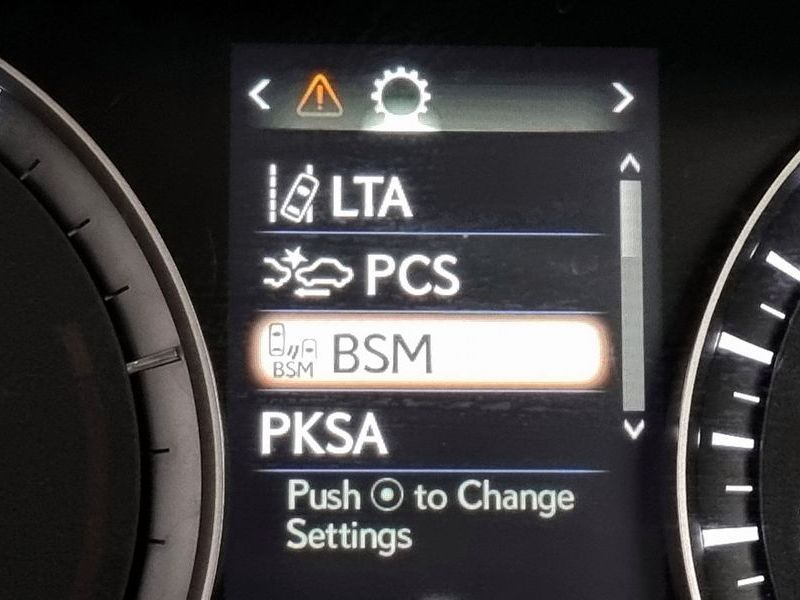 LTA
PCS
BSM BSM
PKSA
Push to Change
Settings